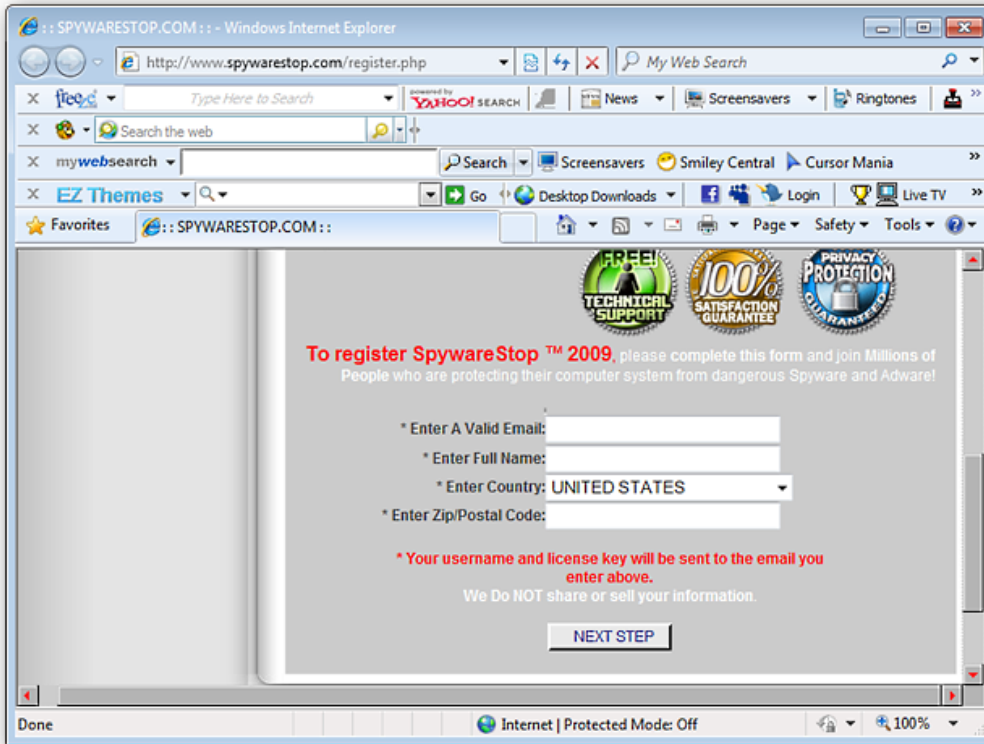 :: SPYWARESTOP.COM :: - Windows Internet Explorer
http://www.spywarestop.com/register.php
My Web Search
Type Here to Search
powered by YAHOO! SEARCH
News
Screensavers
Ringtones
Search the web
mywebsearch
Search
Screensavers
Smiley Central
Cursor Mania
EZ Themes
Go
Desktop Downloads
Login
Live TV
Favorites
:: SPYWARESTOP.COM ::
Page
Safety
Tools
FREE! TECHNICAL SUPPORT
100% SATISFACTION GUARANTEE
PRIVACY PROTECTION GUARANTEED
To register SpywareStop ™ 2009, please complete this form and join Millions of
People who are protecting their computer system from dangerous Spyware and Adware!
* Enter A Valid Email:
* Enter Full Name:
* Enter Country: UNITED STATES
* Enter Zip/Postal Code:
* Your username and license key will be sent to the email you
enter above.
We Do NOT share or sell your information.
NEXT STEP
Done
Internet | Protected Mode: Off
100%